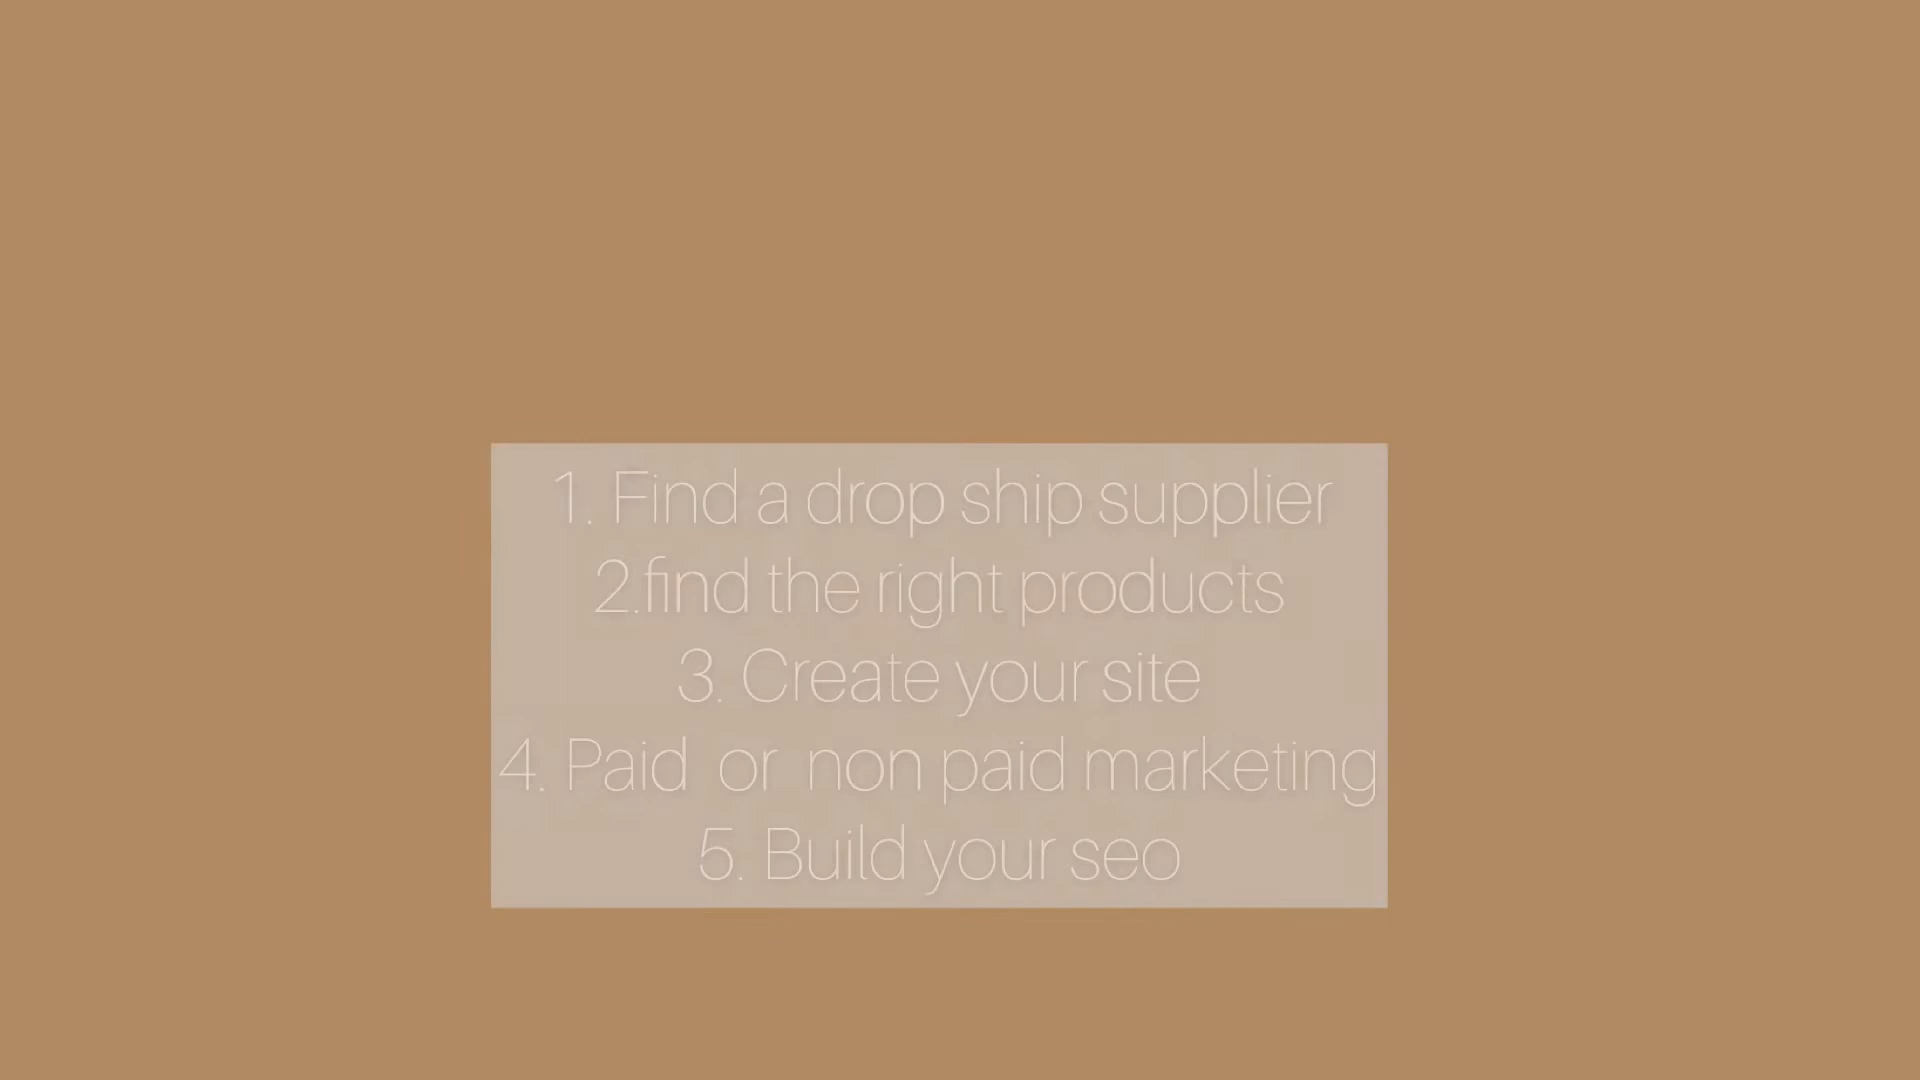 1. Find a drop ship supplier
2.find the right products
3. Create your site
4. Paid or non paid marketing
5. Build your seo